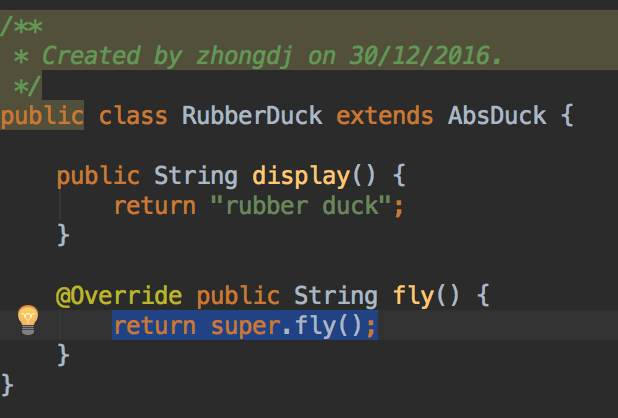 /**
 * Created by zhongdj on 30/12/2016.
 */
public class RubberDuck extends AbsDuck {
    public String display() {
        return "rubber duck";
    }
    @Override public String fly() {
        return super.fly();
    }
}